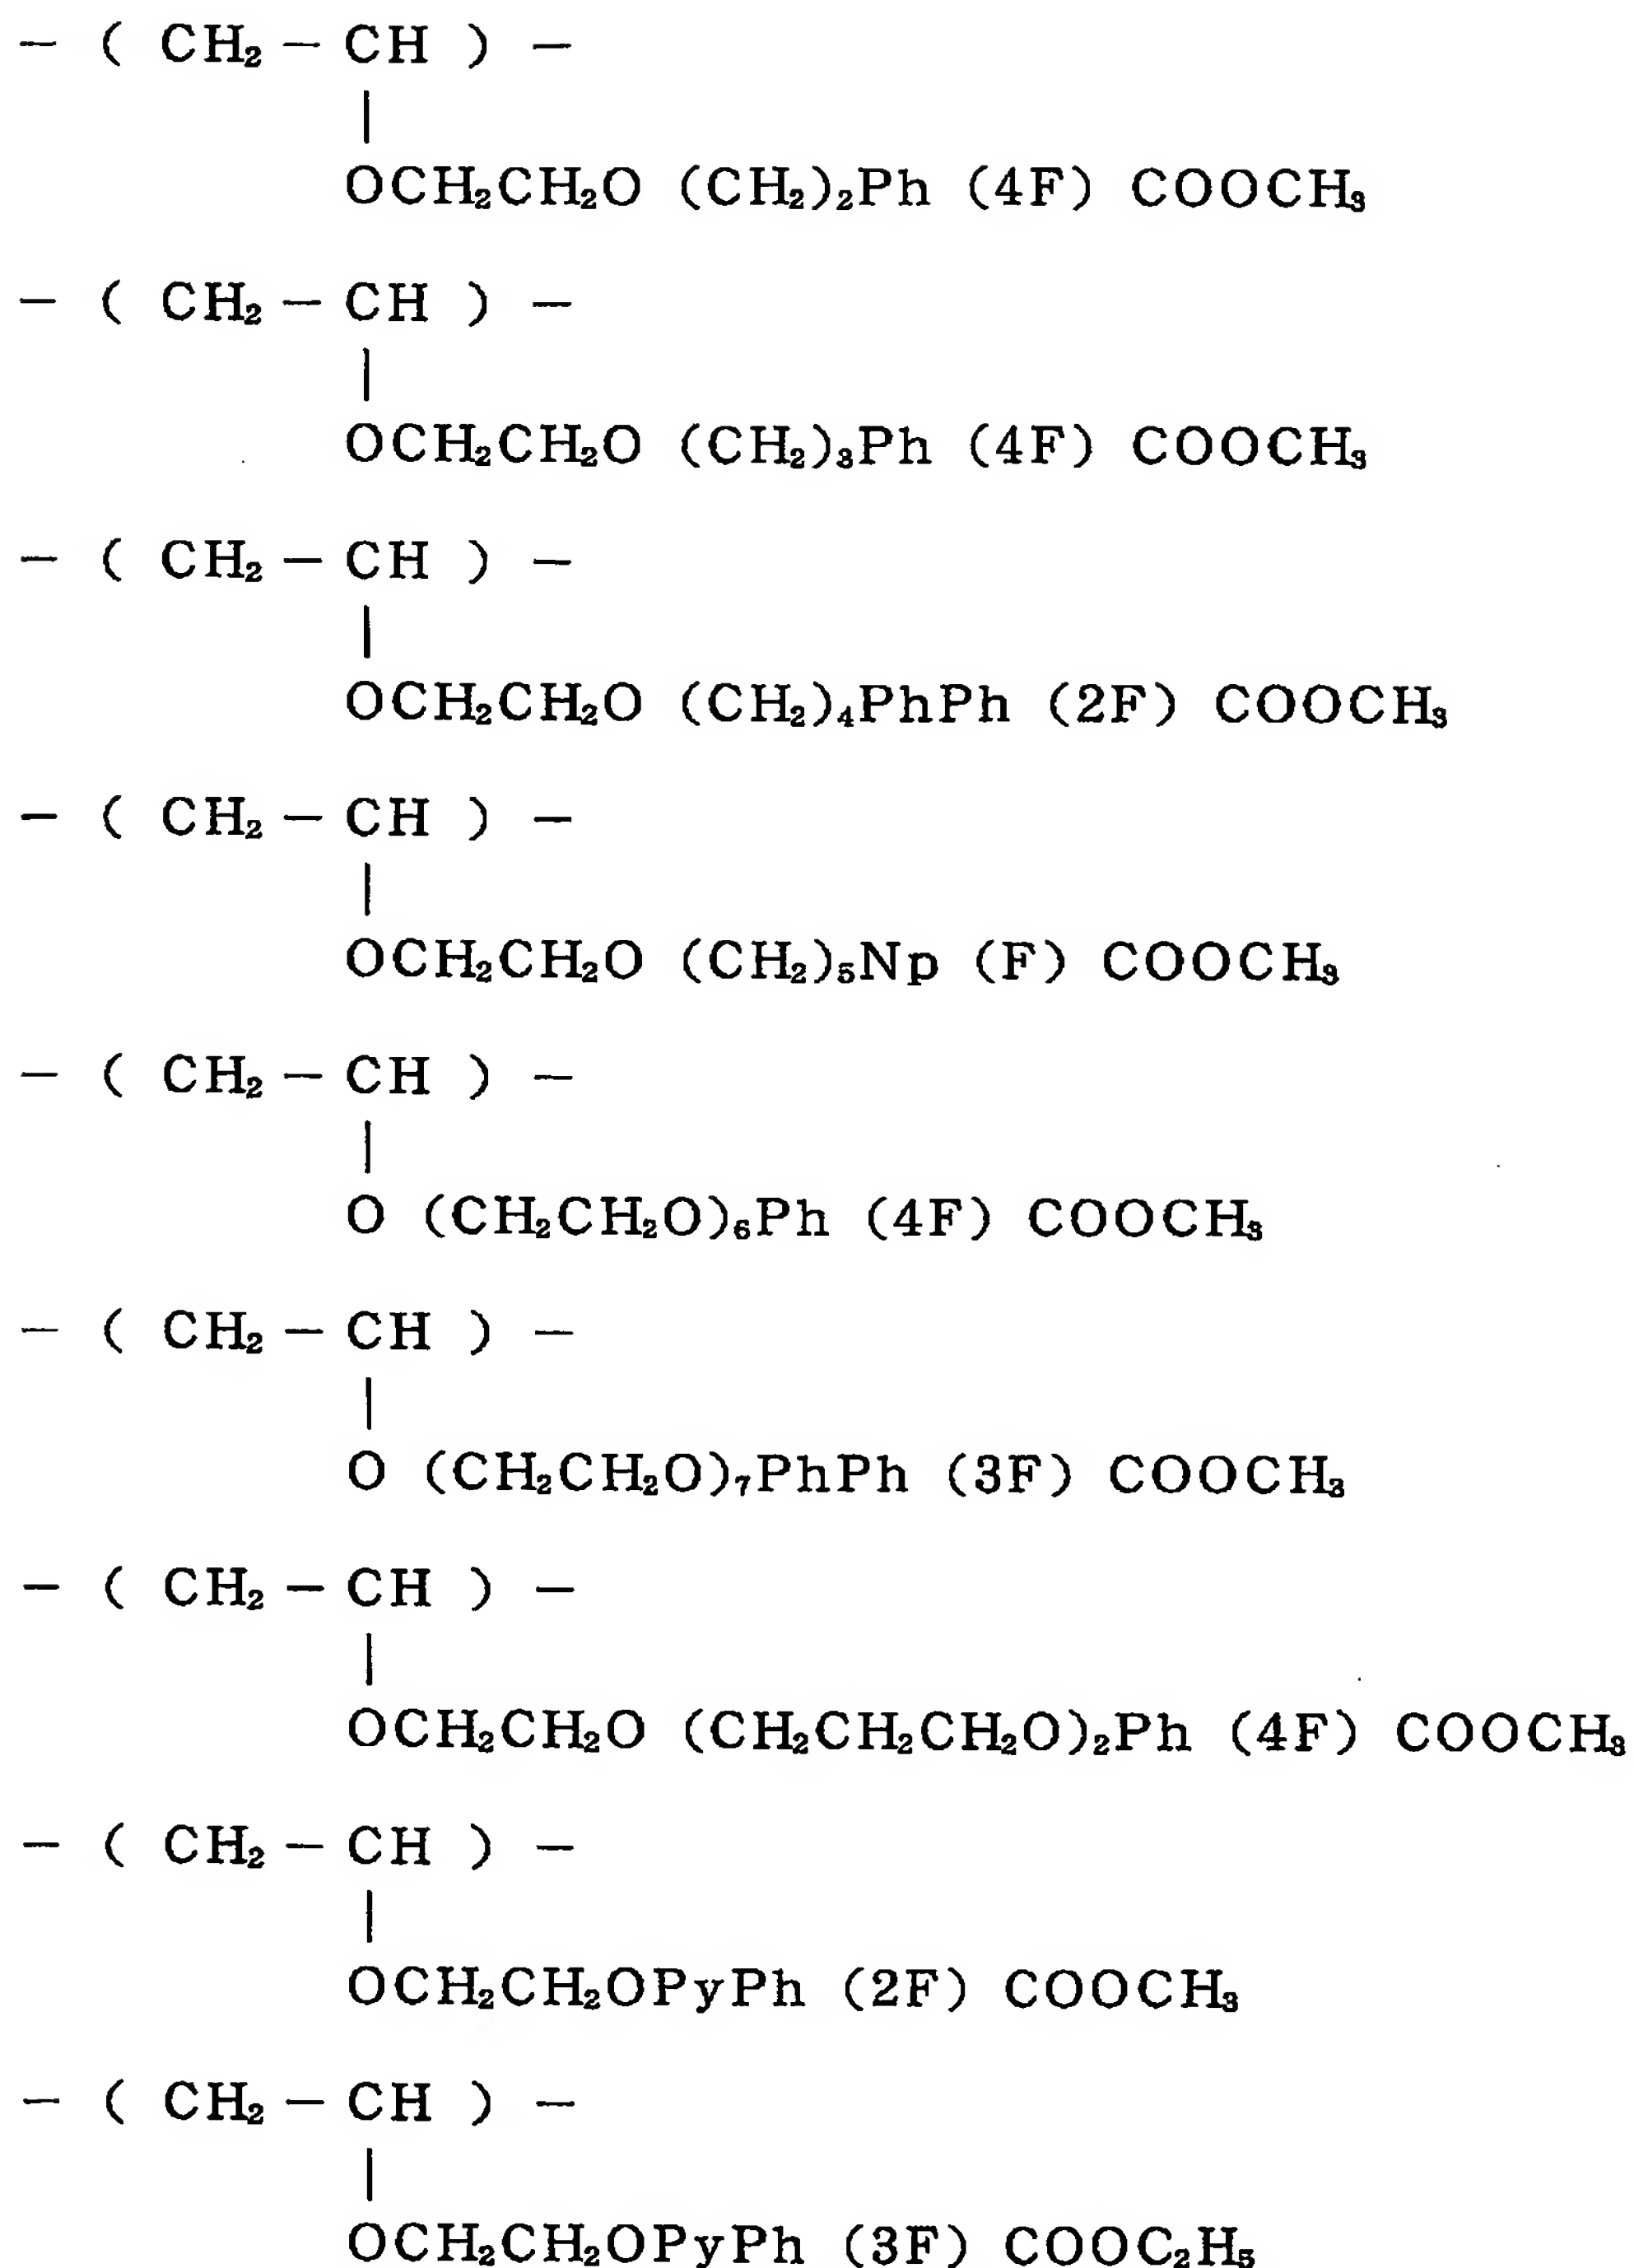 — ( CH₂ — CH ) —
|
OCH₂CH₂O (CH₂)₂Ph (4F) COOCH₃
— ( CH₂ — CH ) —
|
OCH₂CH₂O (CH₂)₃Ph (4F) COOCH₃
— ( CH₂ — CH ) —
|
OCH₂CH₂O (CH₂)₄PhPh (2F) COOCH₃
— ( CH₂ — CH ) —
|
OCH₂CH₂O (CH₂)₅Np (F) COOCH₃
— ( CH₂ — CH ) —
|
O (CH₂CH₂O)₆Ph (4F) COOCH₃
— ( CH₂ — CH ) —
|
O (CH₂CH₂O)₇PhPh (3F) COOCH₃
— ( CH₂ — CH ) —
|
OCH₂CH₂O (CH₂CH₂CH₂O)₂Ph (4F) COOCH₃
— ( CH₂ — CH ) —
|
OCH₂CH₂OPyPh (2F) COOCH₃
— ( CH₂ — CH ) —
|
OCH₂CH₂OPyPh (3F) COOC₂H₅